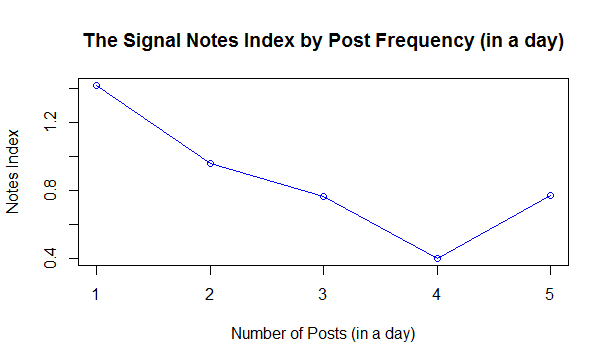 The Signal Notes Index by Post Frequency (in a day)
Notes Index
1.2
0.8
0.4
1 2 3 4 5
Number of Posts (in a day)